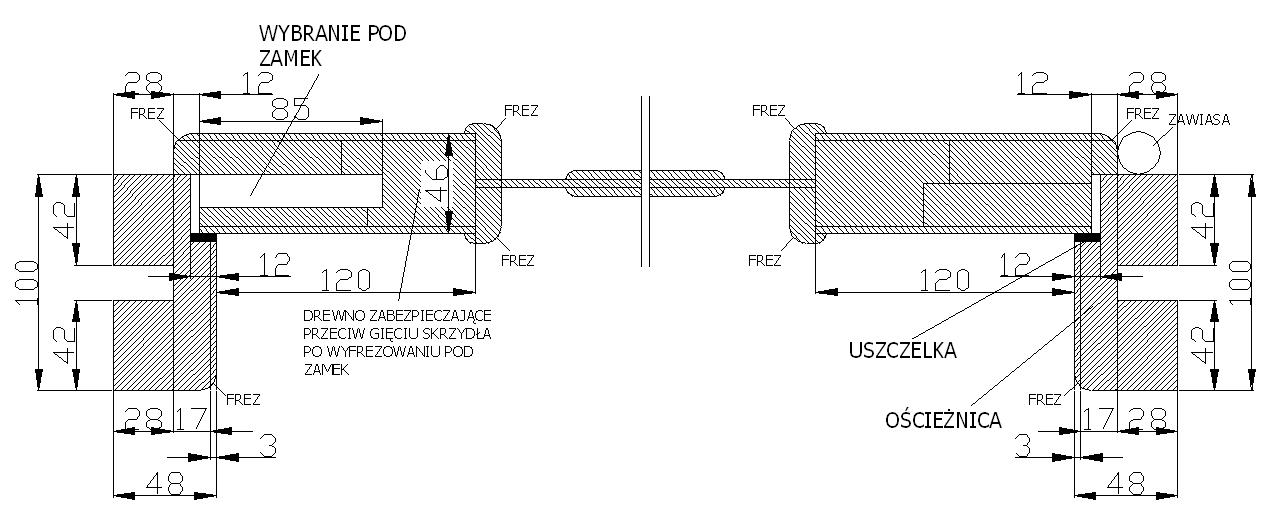 WYBRANIE POD
ZAMEK
28
12
85
FREZ
FREZ
FREZ
12
28
FREZ
ZAWIASA
46
42
100
42
12
120
FREZ
FREZ
120
12
42
100
42
DREWNO ZABEZPIECZAJĄCE
PRZECIW GIĘCIU SKRZYDŁA
PO WYFREZOWANIU POD
ZAMEK
USZCZELKA
OŚCIEŻNICA
FREZ
FREZ
28
17
3
48
17
28
3
48